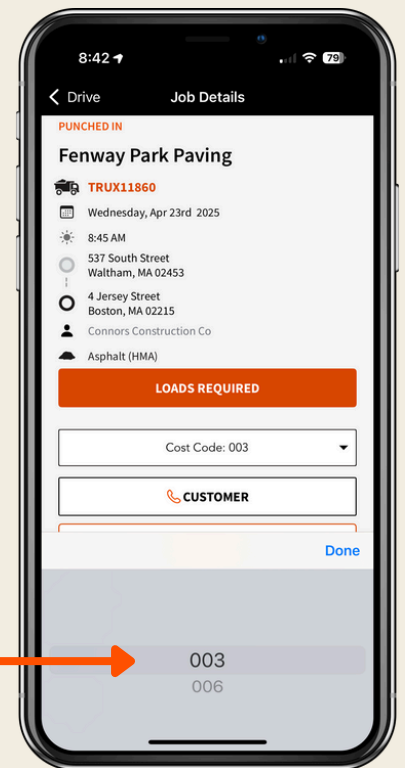 8:42
79
Drive
Job Details
PUNCHED IN
Fenway Park Paving
TRUX11860
Wednesday, Apr 23rd 2025
8:45 AM
537 South Street
Waltham, MA 02453
4 Jersey Street
Boston, MA 02215
Connors Construction Co
Asphalt (HMA)
LOADS REQUIRED
Cost Code: 003
CUSTOMER
Done
003
006